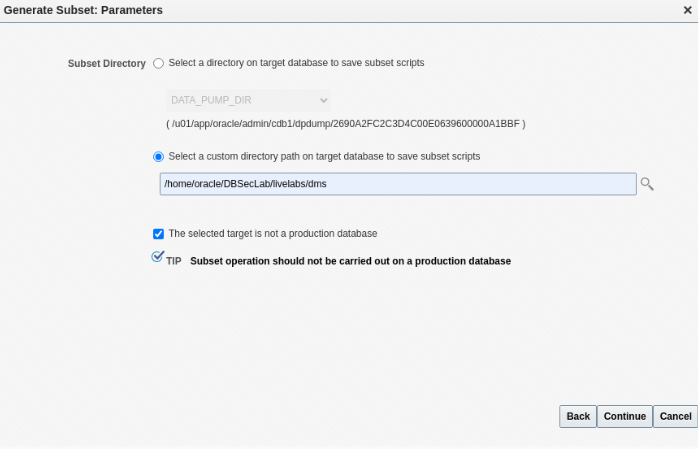 Generate Subset: Parameters
Subset Directory Select a directory on target database to save subset scripts
DATA_PUMP_DIR
( /u01/app/oracle/admin/cdb1/dpdump/2690A2FC2C3D4C00E0639600000A1BBF )
Select a custom directory path on target database to save subset scripts
/home/oracle/DBSecLab/livelabs/dms
The selected target is not a production database
TIP Subset operation should not be carried out on a production database
Back Continue Cancel